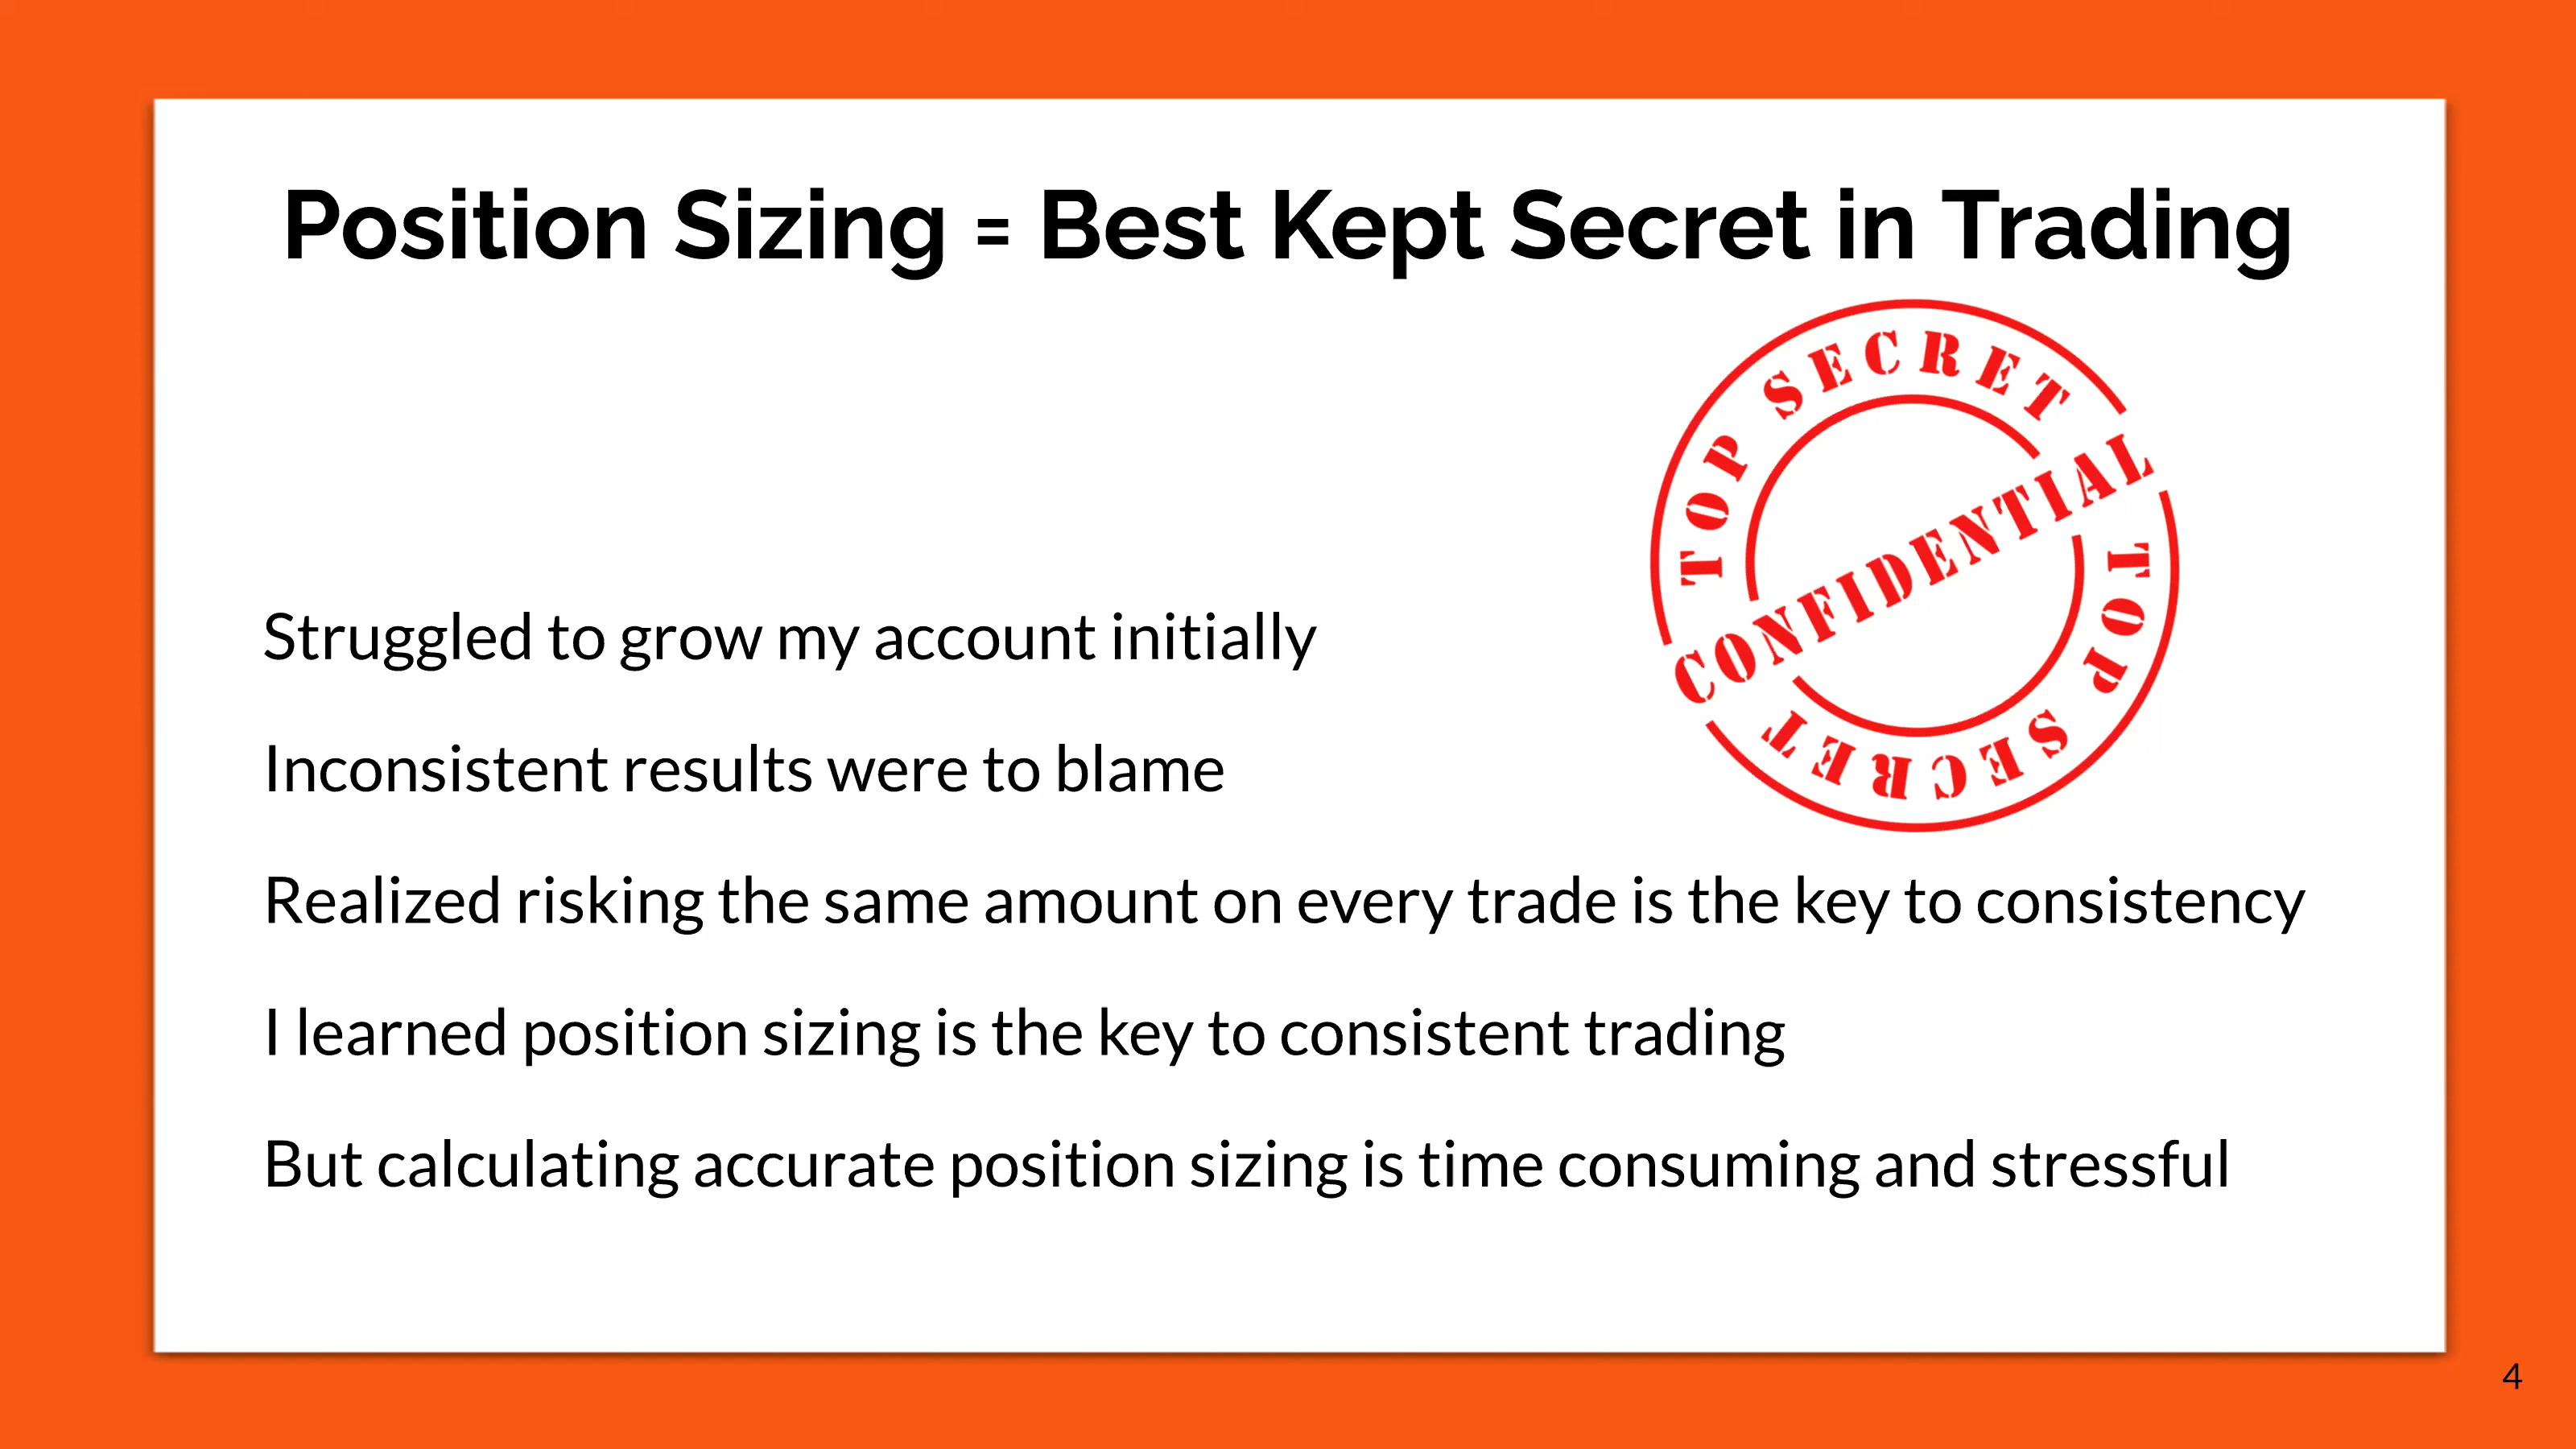 Position Sizing = Best Kept Secret in Trading
TOP SECRET
CONFIDENTIAL
TOP SECRET
Struggled to grow my account initially
Inconsistent results were to blame
Realized risking the same amount on every trade is the key to consistency
I learned position sizing is the key to consistent trading
But calculating accurate position sizing is time consuming and stressful
4